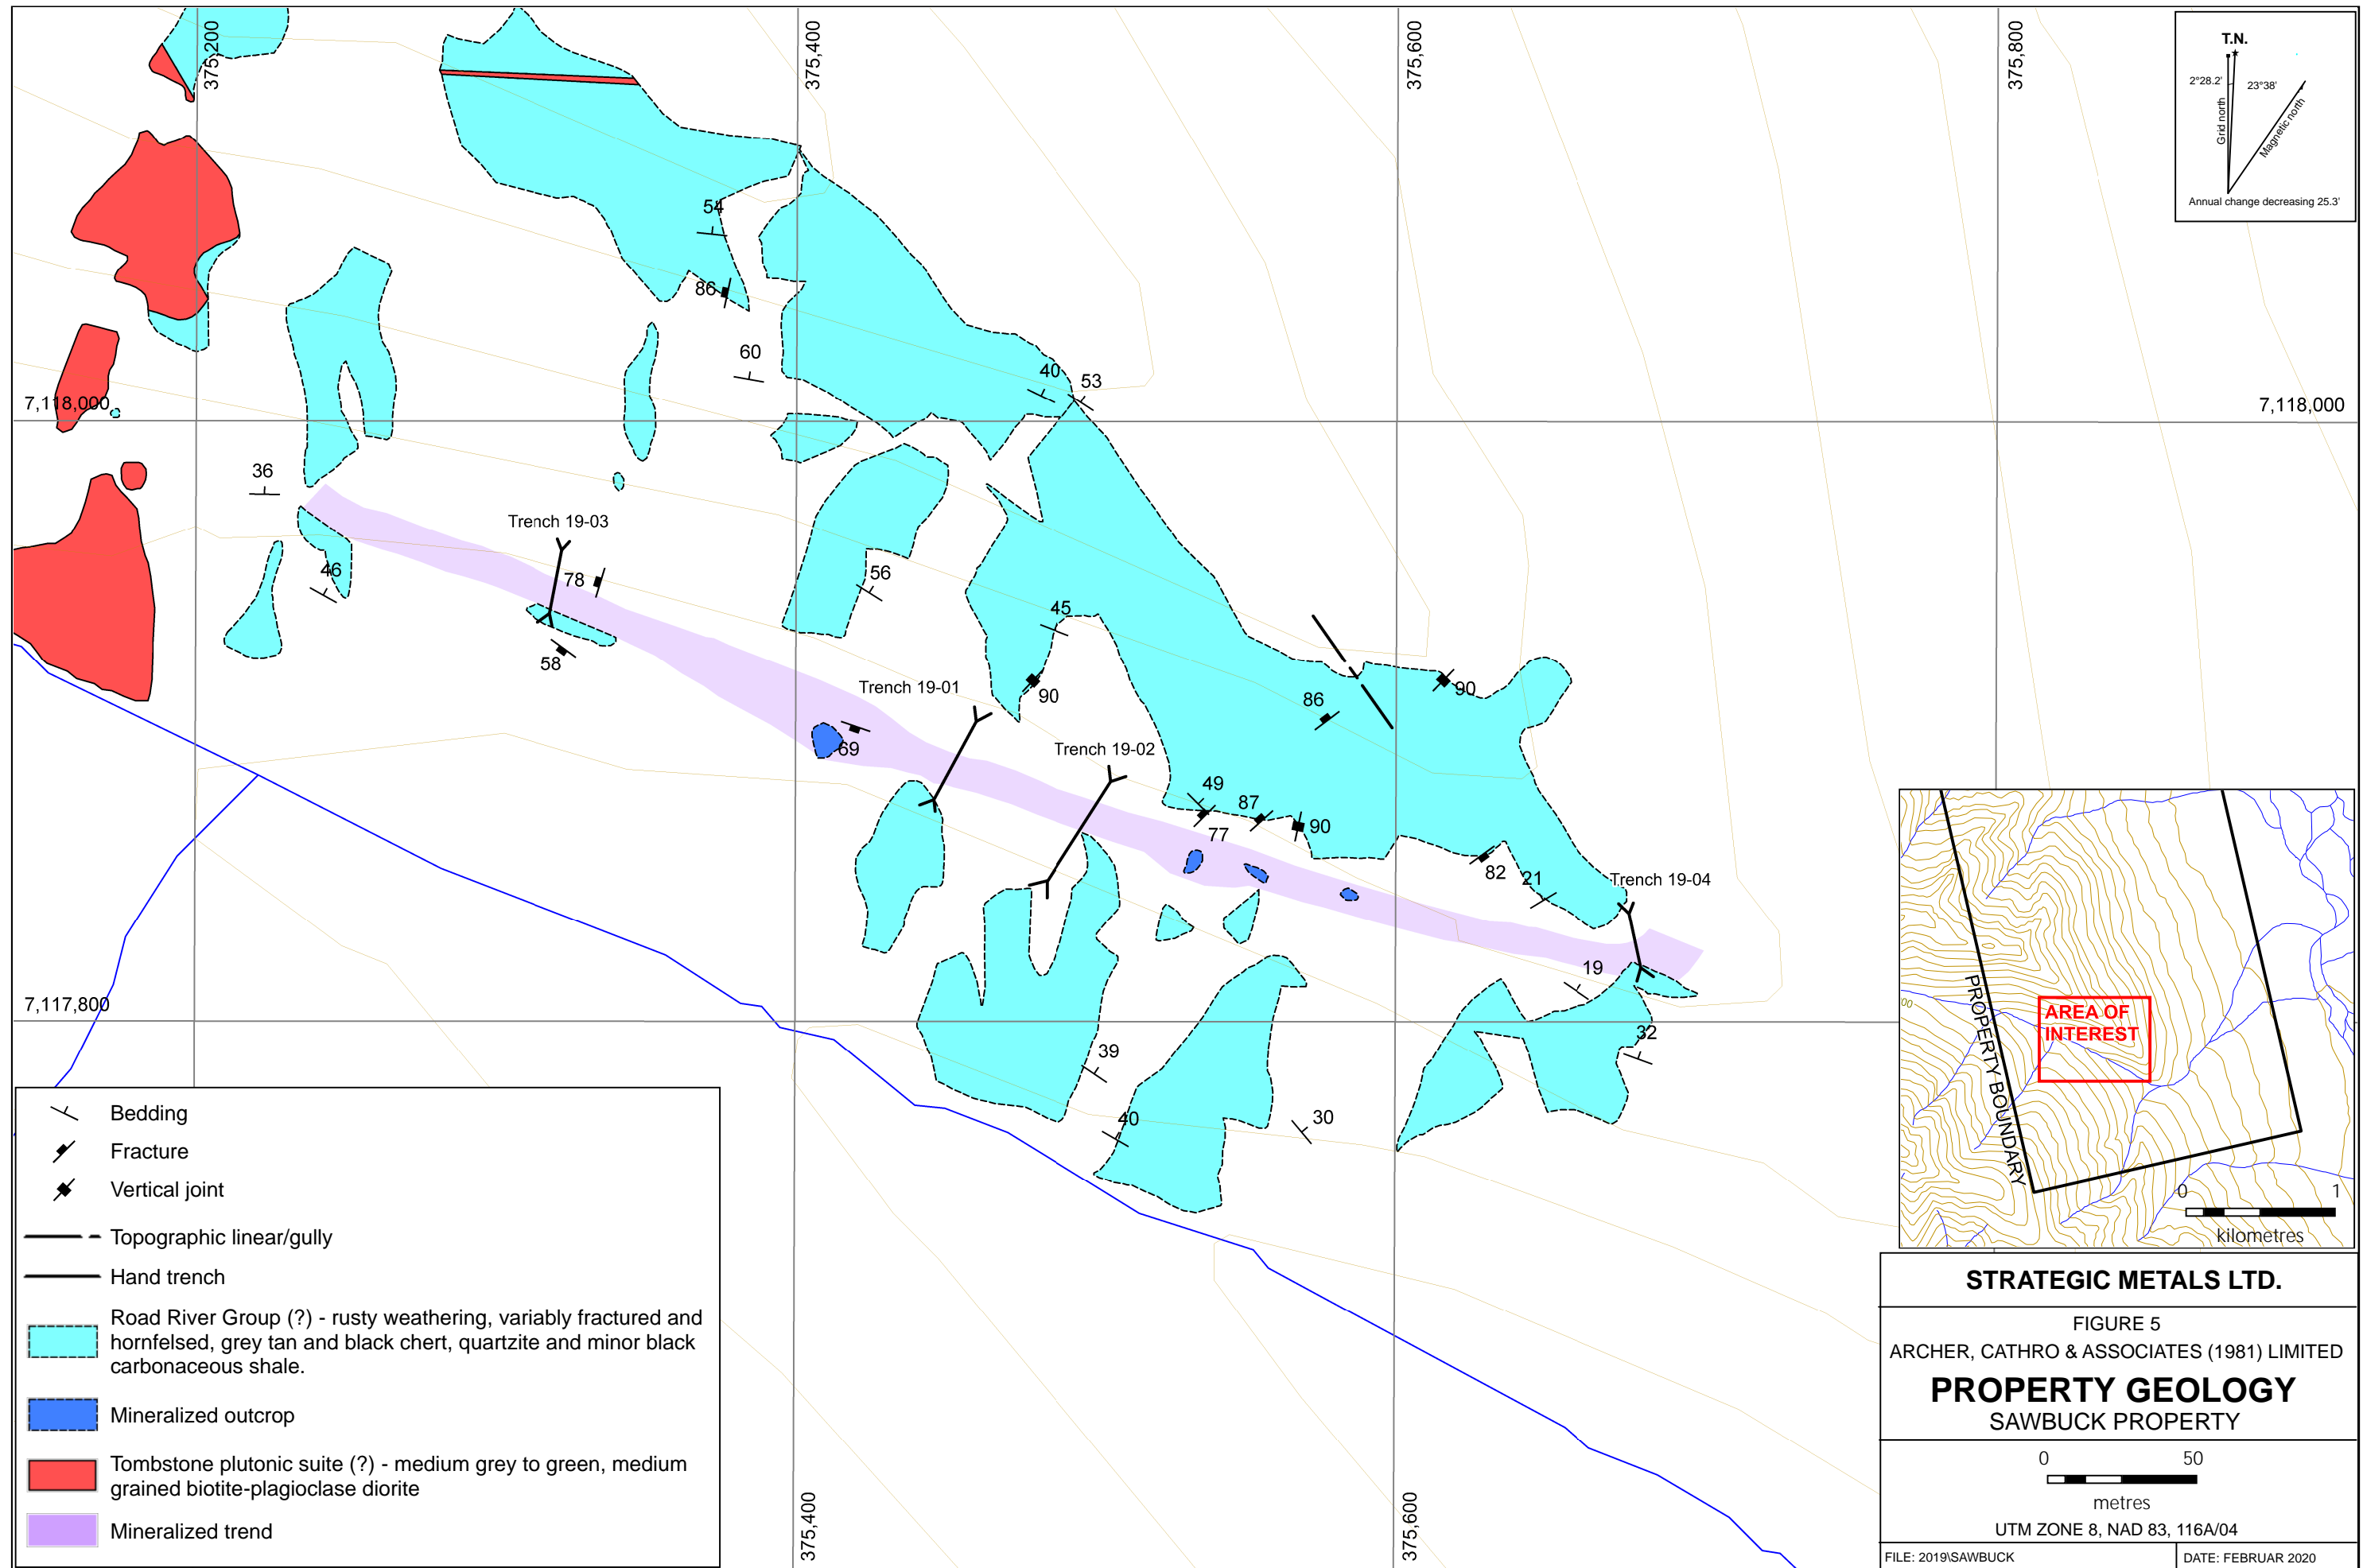 375,200
375,400
375,600
375,800
T.N.
2°28.2'
23°38'
Grid north
Magnetic north
Annual change decreasing 25.3'
54
86
60
40
53
7,118,000
7,118,000
36
Trench 19-03
46
78
56
58
45
Trench 19-01
90
86
90
69
Trench 19-02
49
87
77
90
82
21
Trench 19-04
19
7,117,800
32
39
40
30
Bedding
Fracture
Vertical joint
Topographic linear/gully
Hand trench
Road River Group (?) - rusty weathering, variably fractured and
hornfelsed, grey tan and black chert, quartzite and minor black
carbonaceous shale.
Mineralized outcrop
Tombstone plutonic suite (?) - medium grey to green, medium
grained biotite-plagioclase diorite
Mineralized trend
375,400
375,600
PROPERTY BOUNDARY
AREA OF
INTEREST
0 1
kilometres
STRATEGIC METALS LTD.
FIGURE 5
ARCHER, CATHRO & ASSOCIATES (1981) LIMITED
PROPERTY GEOLOGY
SAWBUCK PROPERTY
0 50
metres
UTM ZONE 8, NAD 83, 116A/04
FILE: 2019\SAWBUCK
DATE: FEBRUAR 2020